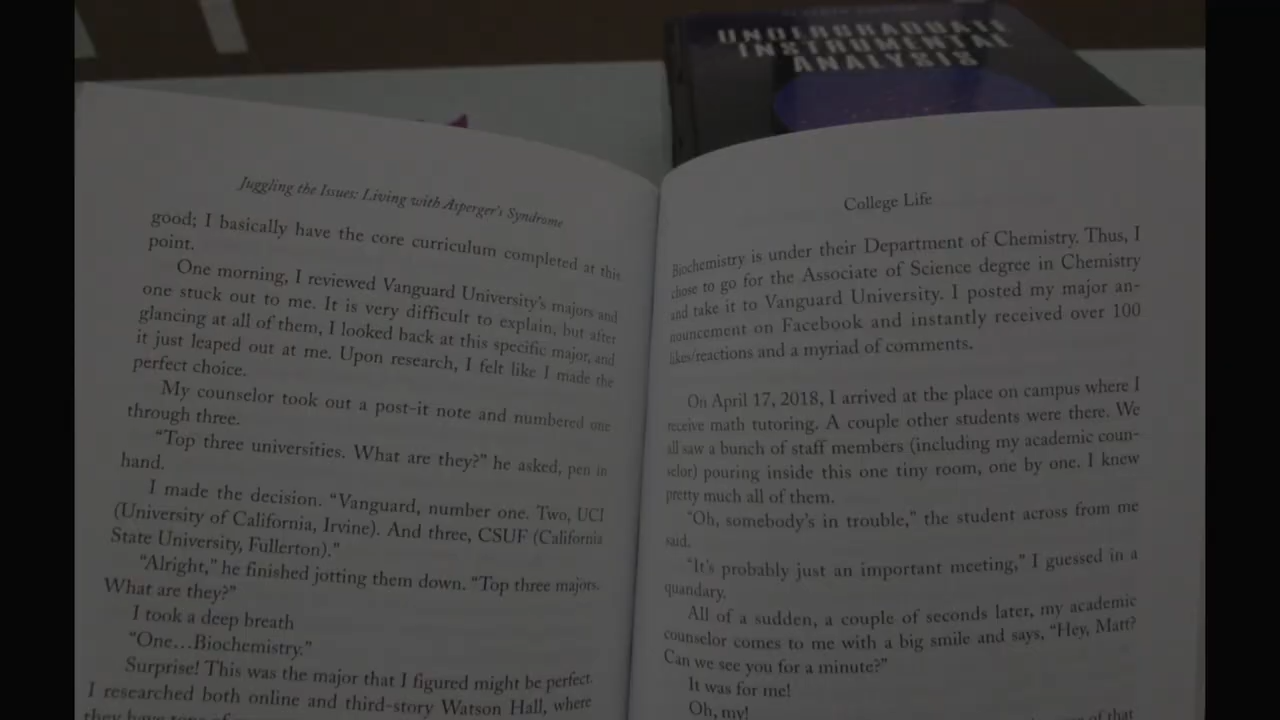 UNDERGRADUATE
INSTRUMENTAL
ANALYSIS
Juggling the Issues: Living with Asperger's Syndrome
good; I basically have the core curriculum completed at this
point.
One morning, I reviewed Vanguard University's majors and
one stuck out to me. It is very difficult to explain, but after
glancing at all of them, I looked back at this specific major, and
it just leaped out at me. Upon research, I felt like I made the
perfect choice.
My counselor took out a post-it note and numbered one
through three.
"Top three universities. What are they?" he asked, pen in
hand.
I made the decision. "Vanguard, number one. Two, UCI
(University of California, Irvine). And three, CSUF (California
State University, Fullerton)."
"Alright," he finished jotting them down. "Top three majors.
What are they?"
I took a deep breath
"One…Biochemistry."
Surprise! This was the major that I figured might be perfect.
I researched both online and third-story Watson Hall, where
they have
College Life
Biochemistry is under their Department of Chemistry. Thus, I
chose to go for the Associate of Science degree in Chemistry
and take it to Vanguard University. I posted my major an-
nouncement on Facebook and instantly received over 100
likes/reactions and a myriad of comments.
On April 17, 2018, I arrived at the place on campus where I
receive math tutoring. A couple other students were there. We
all saw a bunch of staff members (including my academic coun-
selor) pouring inside this one tiny room, one by one. I knew
pretty much all of them.
"Oh, somebody's in trouble," the student across from me
said.
"It's probably just an important meeting," I guessed in a
quandary.
All of a sudden, a couple of seconds later, my academic
counselor comes to me with a big smile and says, "Hey, Matt?
Can we see you for a minute?"
It was for me!
Oh, my!
of that